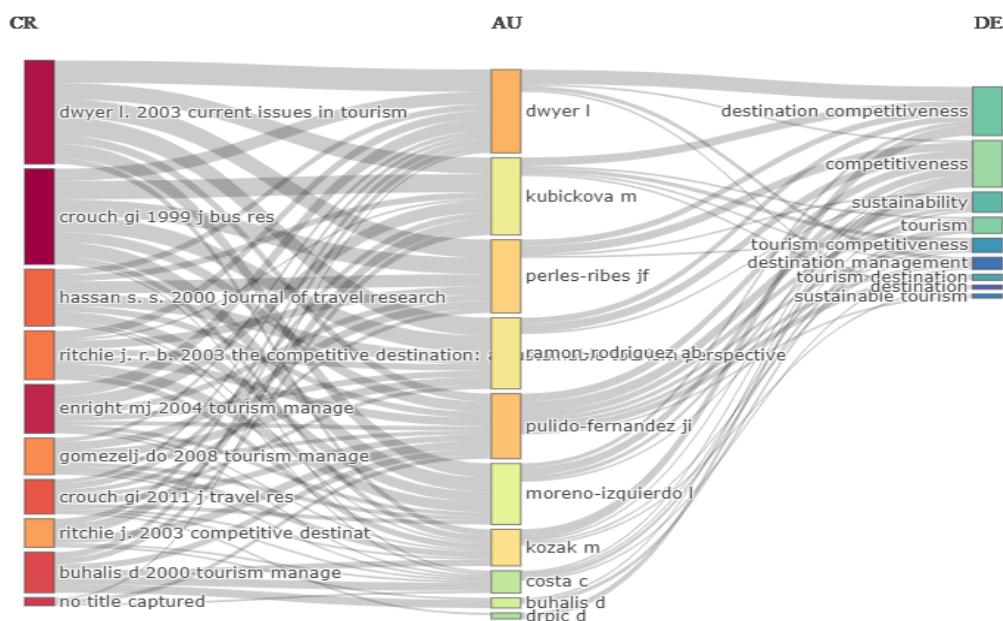 CR
AU
DE
dwyer l. 2003 current issues in tourism
crouch gi 1999 j bus res
hassan s. s. 2000 journal of travel research
ritchie j. r. b. 2003 the competitive destination: a perspective
enright mj 2004 tourism manage
gomezelj do 2008 tourism manage
crouch gi 2011 j travel res
ritchie j. 2003 competitive destinat
buhalis d 2000 tourism manage
no title captured
dwyer l
kubickova m
perles-ribes jf
ramon-rodriguez ab
pulido-fernandez ji
moreno-izquierdo l
kozak m
costa c
buhalis d
drpic d
destination competitiveness
competitiveness
sustainability
tourism
tourism competitiveness
destination management
tourism destination
destination
sustainable tourism